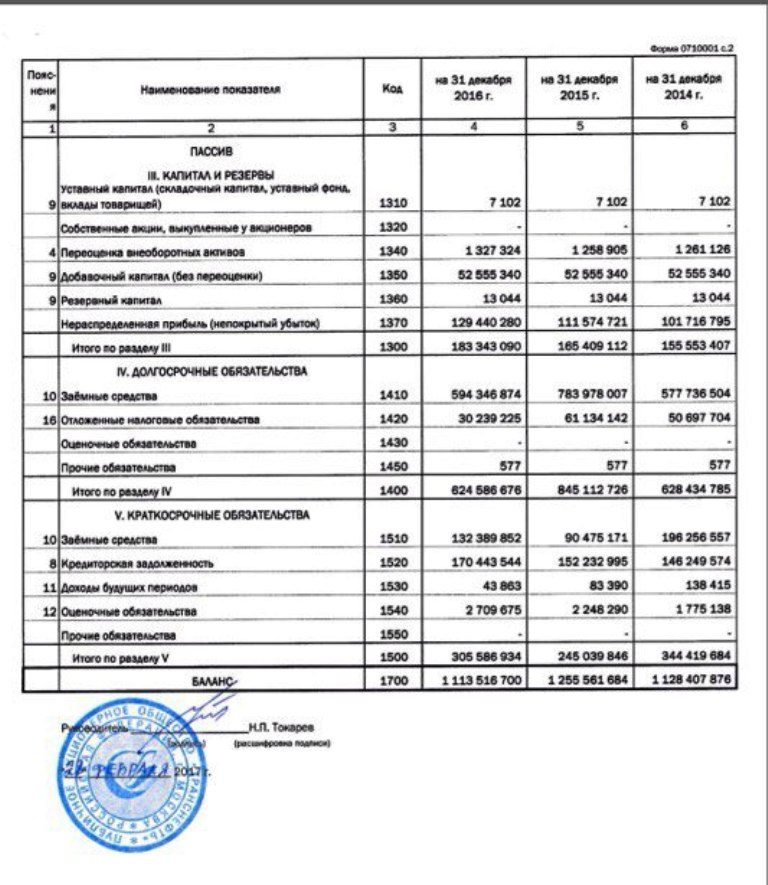 Форма 0710001 с.2
Пояс-
нени
я
Наименование показателя
Код
на 31 декабря
2016 г.
на 31 декабря
2015 г.
на 31 декабря
2014 г.
1 2 3 4 5 6
ПАССИВ
III. КАПИТАЛ И РЕЗЕРВЫ
Уставный капитал (складочный капитал, уставный фонд,
9 вклады товарищей) 1310 7 102 7 102 7 102
Собственные акции, выкупленные у акционеров 1320 - - -
4 Переоценка внеоборотных активов 1340 1 327 324 1 258 905 1 261 126
9 Добавочный капитал (без переоценки) 1350 52 555 340 52 555 340 52 555 340
9 Резервный капитал 1360 13 044 13 044 13 044
Нераспределенная прибыль (непокрытый убыток) 1370 129 440 280 111 574 721 101 716 795
Итого по разделу III 1300 183 343 090 165 409 112 155 553 407
IV. ДОЛГОСРОЧНЫЕ ОБЯЗАТЕЛЬСТВА
10 Заёмные средства 1410 594 346 874 783 978 007 577 736 504
16 Отложенные налоговые обязательства 1420 30 239 225 61 134 142 50 697 704
Оценочные обязательства 1430 - - -
Прочие обязательства 1450 577 577 577
Итого по разделу IV 1400 624 586 676 845 112 726 628 434 785
V. КРАТКОСРОЧНЫЕ ОБЯЗАТЕЛЬСТВА
10 Заёмные средства 1510 132 389 852 90 475 171 196 256 557
8 Кредиторская задолженность 1520 170 443 544 152 232 995 146 249 574
11 Доходы будущих периодов 1530 43 863 83 390 138 415
12 Оценочные обязательства 1540 2 709 675 2 248 290 1 775 138
Прочие обязательства 1550 - - -
Итого по разделу V 1500 305 586 934 245 039 846 344 419 684
БАЛАНС 1700 1 113 516 700 1 255 561 684 1 128 407 876
Руководитель Н.П. Токарев
(подпись) (расшифровка подписи)
ФЕВРАЛЯ 2017 г.
ПУБЛИЧНОЕ АКЦИОНЕРНОЕ ОБЩЕСТВО ТРАНСНЕФТЬ
РОССИЙСКАЯ ФЕДЕРАЦИЯ МОСКВА